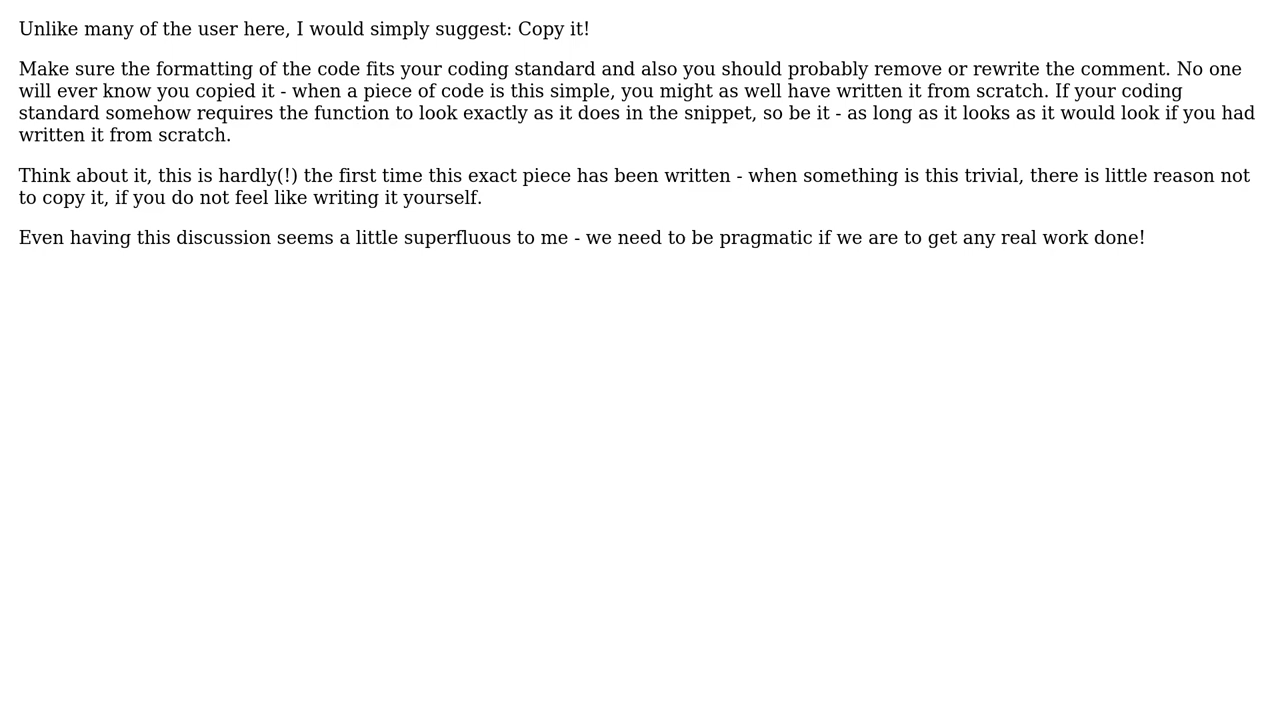 Unlike many of the user here, I would simply suggest: Copy it!
Make sure the formatting of the code fits your coding standard and also you should probably remove or rewrite the comment. No one
will ever know you copied it - when a piece of code is this simple, you might as well have written it from scratch. If your coding
standard somehow requires the function to look exactly as it does in the snippet, so be it - as long as it looks as it would look if you had
written it from scratch.
Think about it, this is hardly(!) the first time this exact piece has been written - when something is this trivial, there is little reason not
to copy it, if you do not feel like writing it yourself.
Even having this discussion seems a little superfluous to me - we need to be pragmatic if we are to get any real work done!